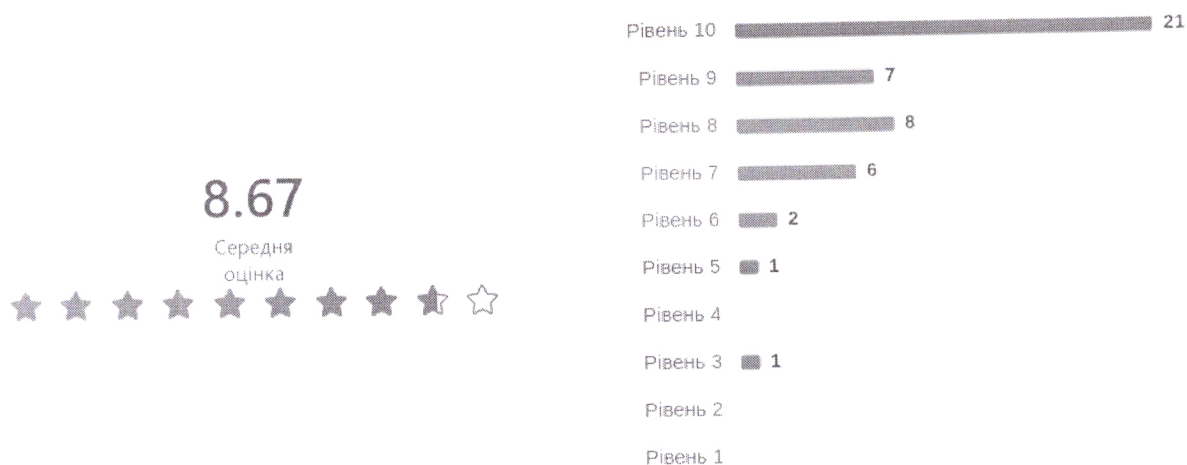 8.67
Середня
оцінка
Рівень 10 21
Рівень 9 7
Рівень 8 8
Рівень 7 6
Рівень 6 2
Рівень 5 1
Рівень 4
Рівень 3 1
Рівень 2
Рівень 1